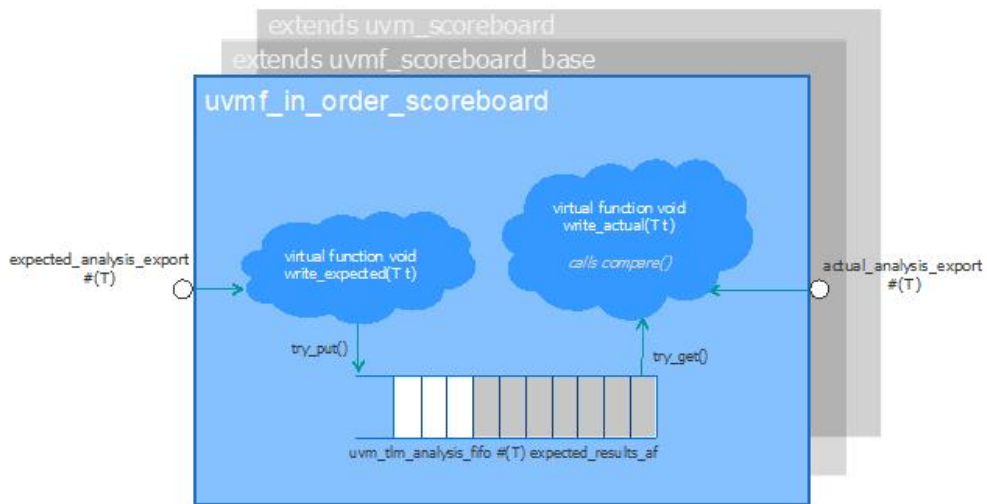 extends uvm_scoreboard
extends uvmf_scoreboard_base
uvmf_in_order_scoreboard
virtual function void
write_actual(T t)
calls compare()
virtual function void
write_expected(T t)
expected_analysis_export
#(T)
actual_analysis_export
#(T)
try_put()
try_get()
uvm_tlm_analysis_fifo #(T) expected_results_af